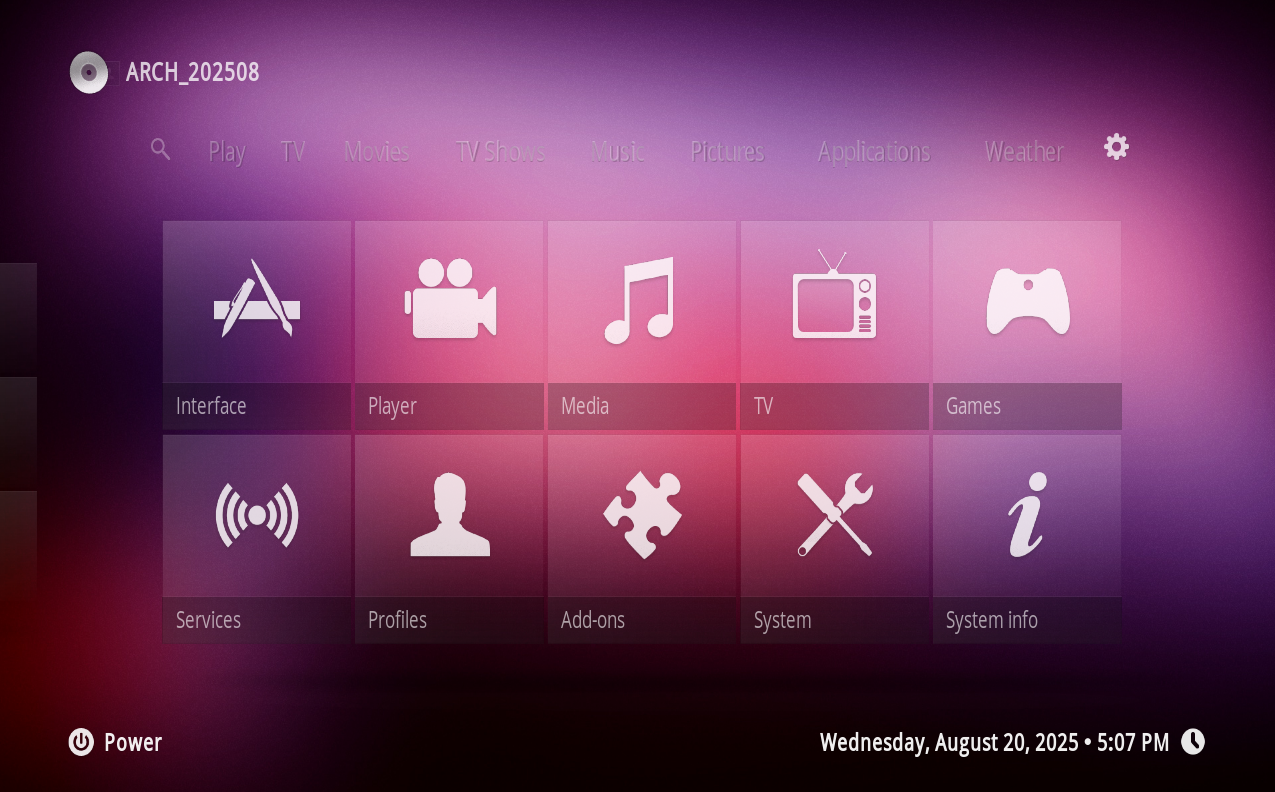 ARCH_202508
Play TV Movies TV Shows Music Pictures Applications Weather
Interface Player Media TV Games
Services Profiles Add-ons System System info
Power Wednesday, August 20, 2025 • 5:07 PM